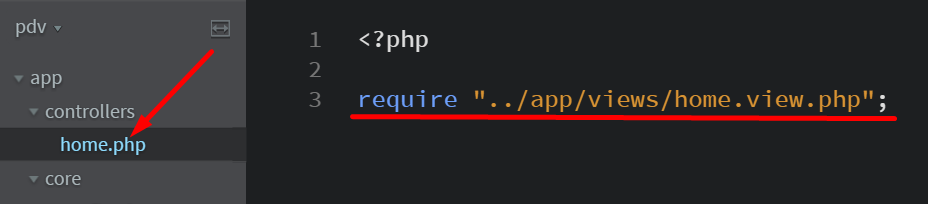 pdv
app
controllers
home.php
core
1 <?php
2
3 require "../app/views/home.view.php";